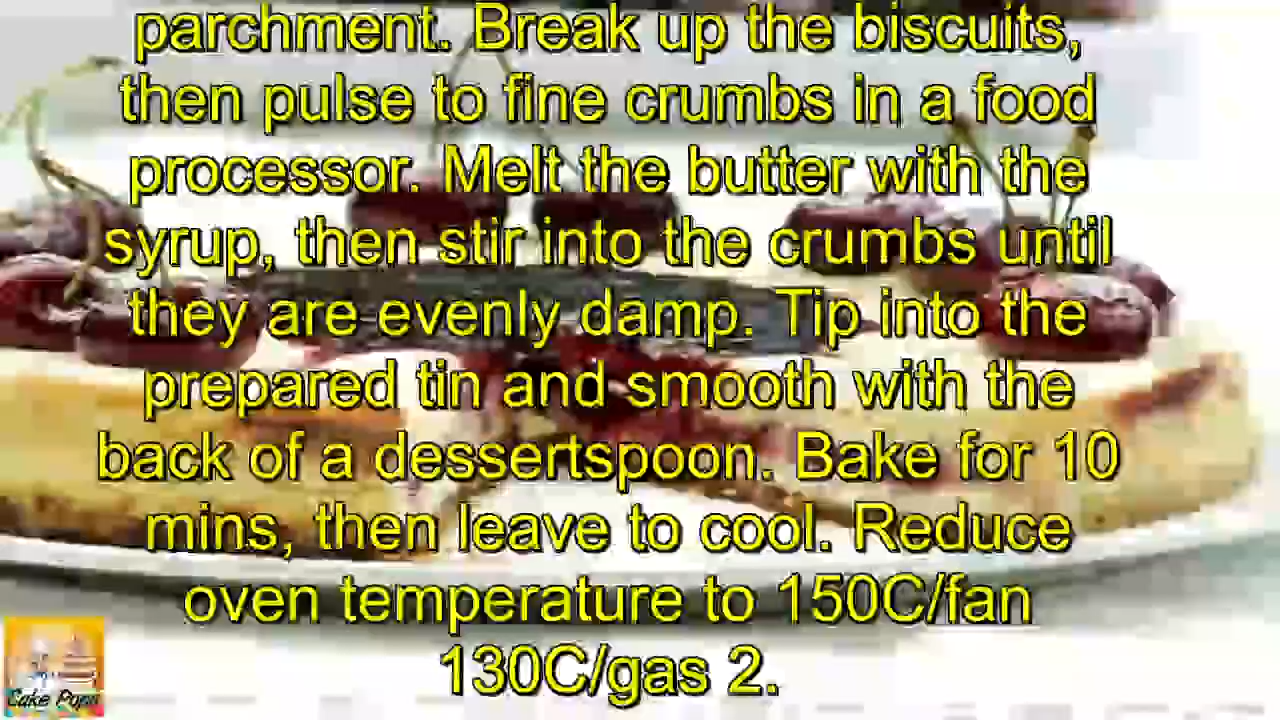 parchment. Break up the biscuits,
then pulse to fine crumbs in a food
processor. Melt the butter with the
syrup, then stir into the crumbs until
they are evenly damp. Tip into the
prepared tin and smooth with the
back of a dessertspoon. Bake for 10
mins, then leave to cool. Reduce
oven temperature to 150C/fan
130C/gas 2.
Cake Pops